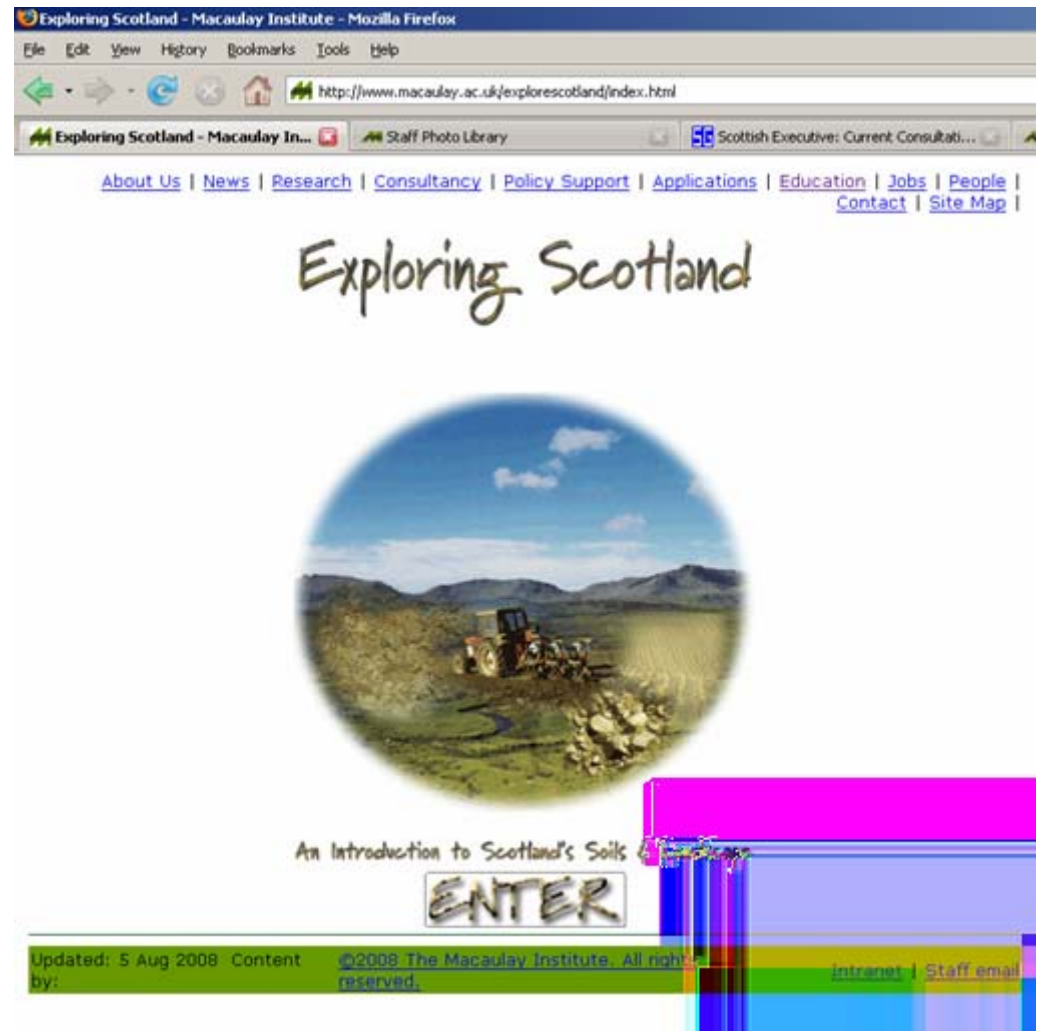 Exploring Scotland - Macaulay Institute - Mozilla Firefox
File Edit View History Bookmarks Tools Help
http://www.macaulay.ac.uk/explorescotland/index.html
Exploring Scotland - Macaulay In... Staff Photo Library Scottish Executive: Current Consultati...
About Us | News | Research | Consultancy | Policy Support | Applications | Education | Jobs | People |
Contact | Site Map |
Exploring Scotland
An Introduction to Scotland's Soils &
ENTER
Updated: 5 Aug 2008 Content ©2008 The Macaulay Institute. All rights
by: reserved. Intranet | Staff email